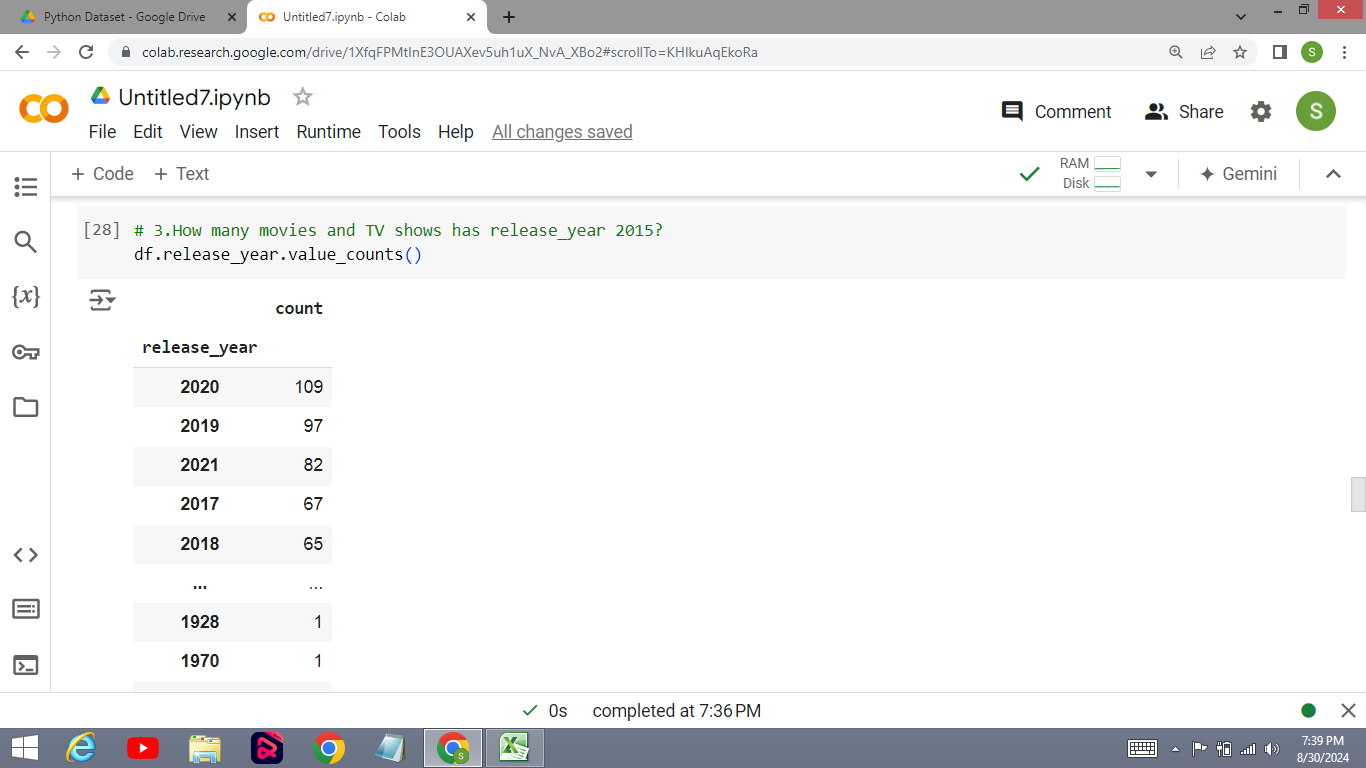 Python Dataset - Google Drive
Untitled7.ipynb - Colab
colab.research.google.com/drive/1XfqFPMtInE3OUAXev5uh1uX_NvA_XBo2#scrollTo=KHIkuAqEkoRa
S
Untitled7.ipynb
Comment
Share
S
File Edit View Insert Runtime Tools Help All changes saved
+ Code + Text
RAM
Disk
Gemini
[28] # 3.How many movies and TV shows has release_year 2015?
df.release_year.value_counts()
{x}
count
release_year
2020 109
2019 97
2021 82
2017 67
2018 65
... ...
1928 1
1970 1
0s completed at 7:36 PM
S
7:39 PM
8/30/2024